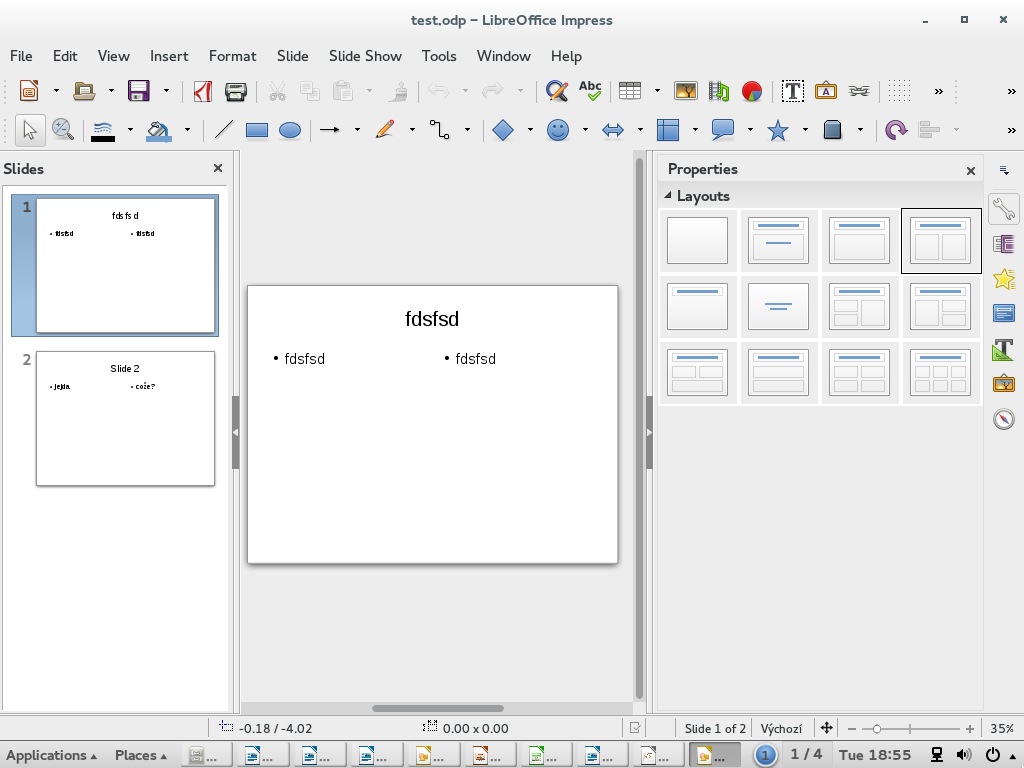 test.odp – LibreOffice Impress
File Edit View Insert Format Slide Slide Show Tools Window Help
Abc
»
»
T
A
»
Slides
Properties
Layouts
1
fdsfsd
• fdsfsd • fdsfsd
2
Slide 2
• jejda • cože?
fdsfsd
• fdsfsd • fdsfsd
-0.18 / -4.02 0.00 x 0.00 Slide 1 of 2 Výchozí 35%
Applications Places ... ... ... ... ... ... ... ... ... ... 1 1 / 4 Tue 18:55